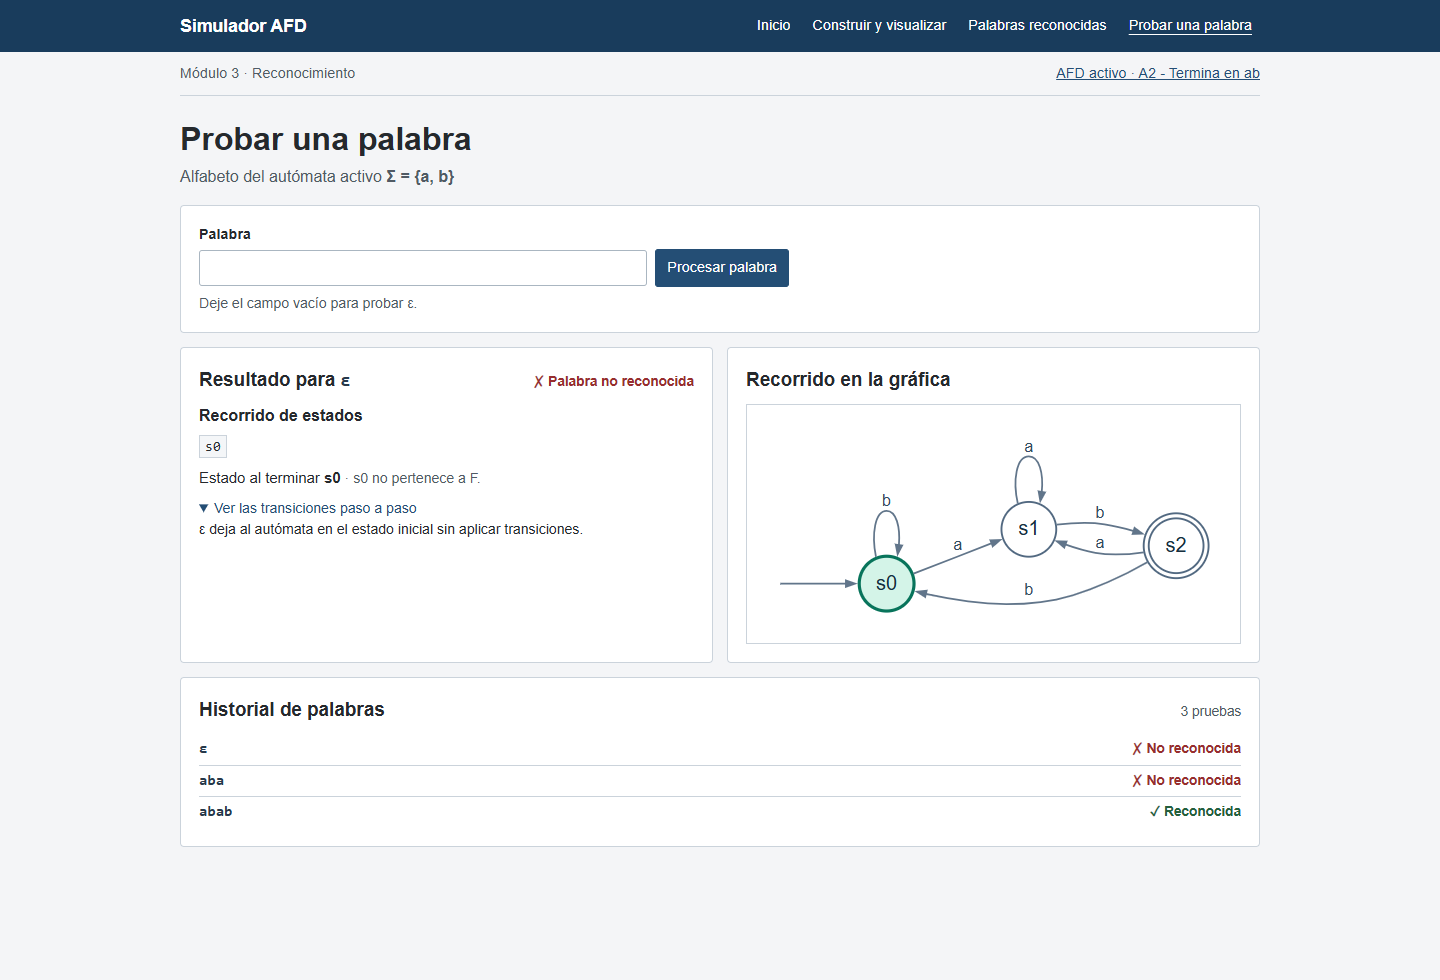 Simulador AFD
Inicio
Construir y visualizar
Palabras reconocidas
Probar una palabra
Módulo 3 · Reconocimiento
AFD activo · A2 - Termina en ab
Probar una palabra
Alfabeto del autómata activo Σ = {a, b}
Palabra
Procesar palabra
Deje el campo vacío para probar ε.
Resultado para ε
✗ Palabra no reconocida
Recorrido de estados
s0
Estado al terminar s0 · s0 no pertenece a F.
▼ Ver las transiciones paso a paso
ε deja al autómata en el estado inicial sin aplicar transiciones.
Recorrido en la gráfica
a
b
b
s1
a
a
s2
s0
b
Historial de palabras
3 pruebas
ε
✗ No reconocida
aba
✗ No reconocida
abab
✓ Reconocida